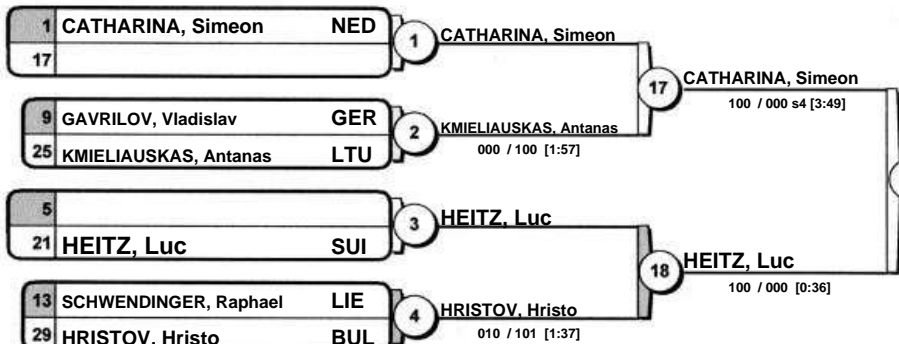 1 CATHARINA, Simeon NED
17
1
CATHARINA, Simeon
17
CATHARINA, Simeon
100 / 000 s4 [3:49]
9 GAVRILOV, Vladislav GER
25 KMIELIAUSKAS, Antanas LTU
2
KMIELIAUSKAS, Antanas
000 / 100 [1:57]
5
21 HEITZ, Luc SUI
3
HEITZ, Luc
18
HEITZ, Luc
100 / 000 [0:36]
13 SCHWENDINGER, Raphael LIE
29 HRISTOV, Hristo BUL
4
HRISTOV, Hristo
010 / 101 [1:37]